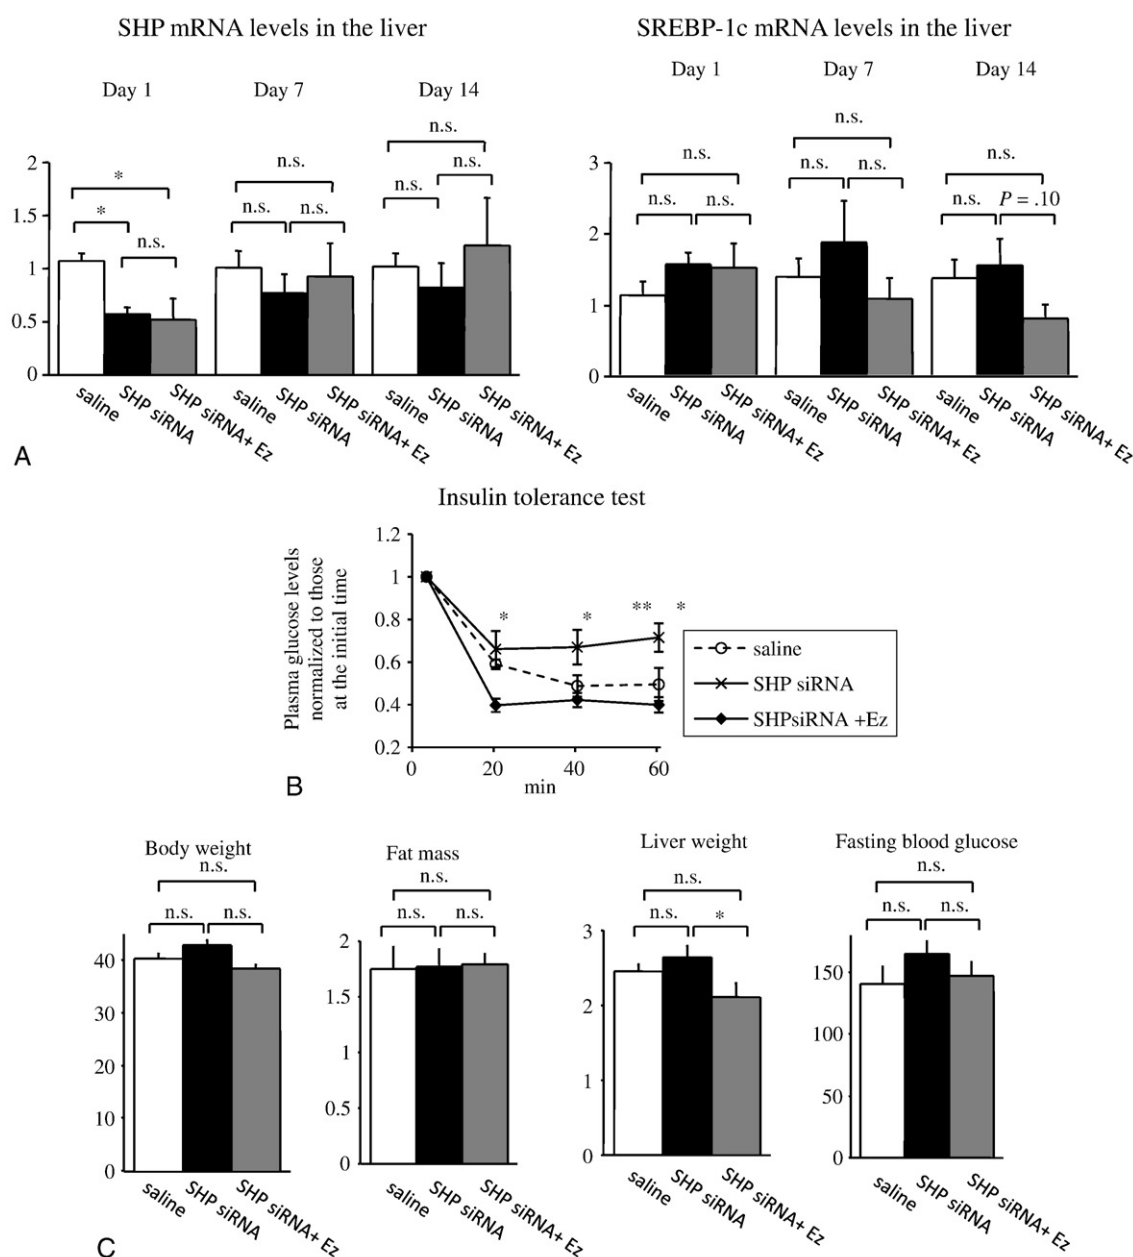 SHP mRNA levels in the liver
SREBP-1c mRNA levels in the liver
Day 1
Day 7
Day 14
Day 1
Day 7
Day 14
n.s.
n.s.
n.s.
n.s.
n.s.
n.s.
n.s.
n.s.
*
*
n.s.
2
1.5
1
0.5
0
saline
SHP siRNA
SHP siRNA+ Ez
saline
SHP siRNA
SHP siRNA+ Ez
saline
SHP siRNA
SHP siRNA+ Ez
n.s.
n.s.
n.s.
n.s.
n.s.
P = .10
3
2
1
0
saline
SHP siRNA
SHP siRNA+ Ez
saline
SHP siRNA
SHP siRNA+ Ez
saline
SHP siRNA
SHP siRNA+ Ez
A
Insulin tolerance test
Plasma glucose levels
normalized to those
at the initial time
1.2
1
0.8
0.6
0.4
0.2
0
20
40
60
min
*
*
**
*
saline
SHP siRNA
SHPsiRNA +Ez
B
Body weight
n.s.
n.s.
n.s.
40
30
20
10
0
saline
SHP siRNA
SHP siRNA+ Ez
Fat mass
n.s.
n.s.
n.s.
2
1.5
1
0.5
0
saline
SHP siRNA
SHP siRNA+ Ez
Liver weight
n.s.
n.s.
*
3
2
1
0
saline
SHP siRNA
SHP siRNA+ Ez
Fasting blood glucose
n.s.
n.s.
n.s.
150
100
50
0
saline
SHP siRNA
SHP siRNA+ Ez
C